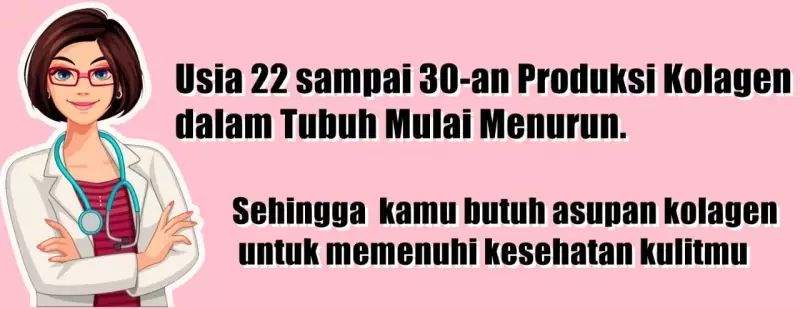 Usia 22 sampai 30-an Produksi Kolagen
dalam Tubuh Mulai Menurun.
Sehingga kamu butuh asupan kolagen
untuk memenuhi kesehatan kulitmu